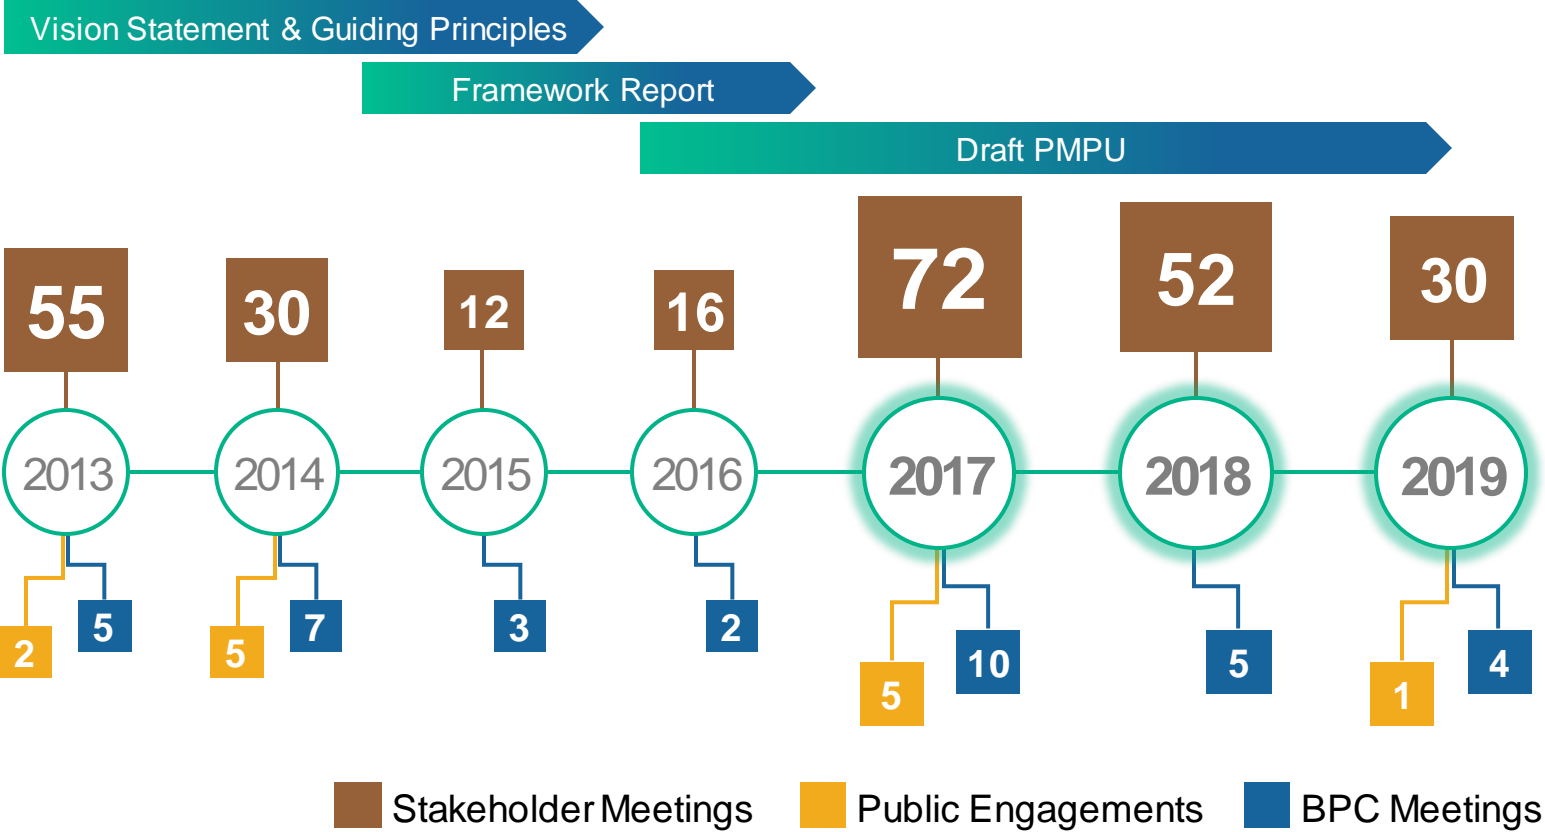 Vision Statement & Guiding Principles
Framework Report
Draft PMPU
55 30 12 16 72 52 30
2013 2014 2015 2016 2017 2018 2019
2 5 5 7 3 2 5 10 5 1 4
Stakeholder Meetings Public Engagements BPC Meetings